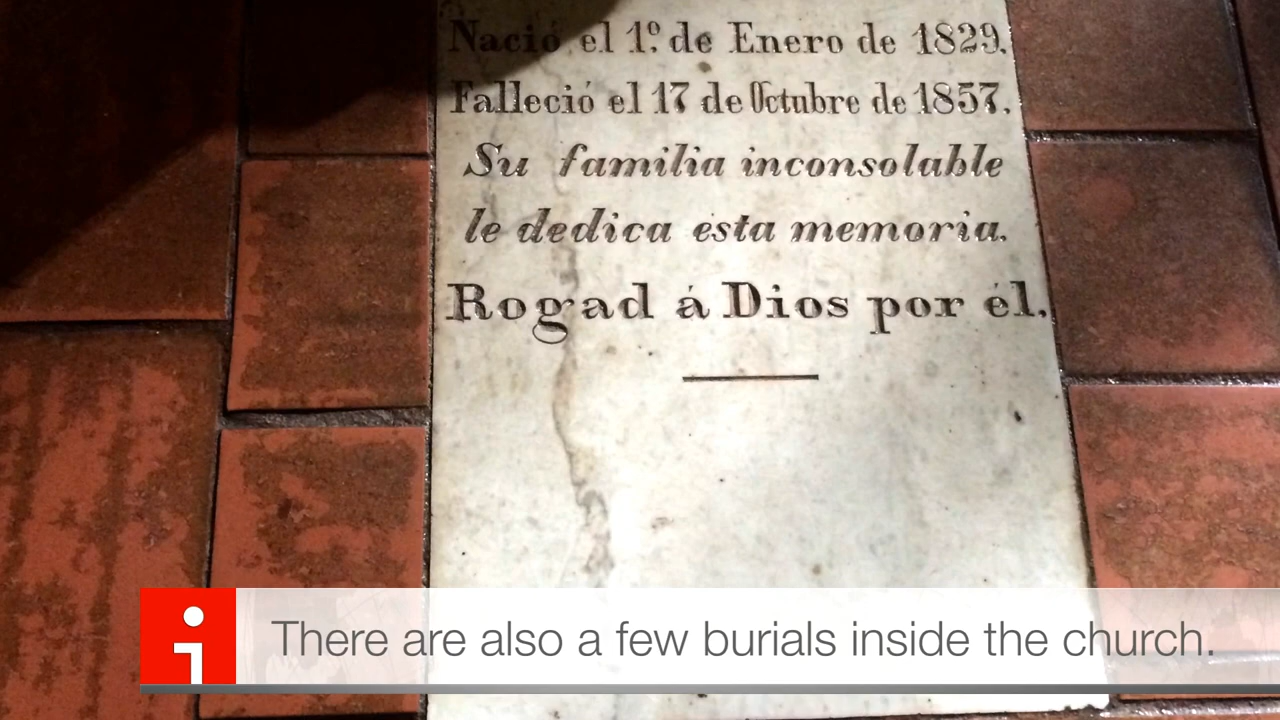 Nació el 1º de Enero de 1829.
Falleció el 17 de Octubre de 1857.
Su familia inconsolable
le dedica esta memoria.
Rogad á Dios por él.
There are also a few burials inside the church.